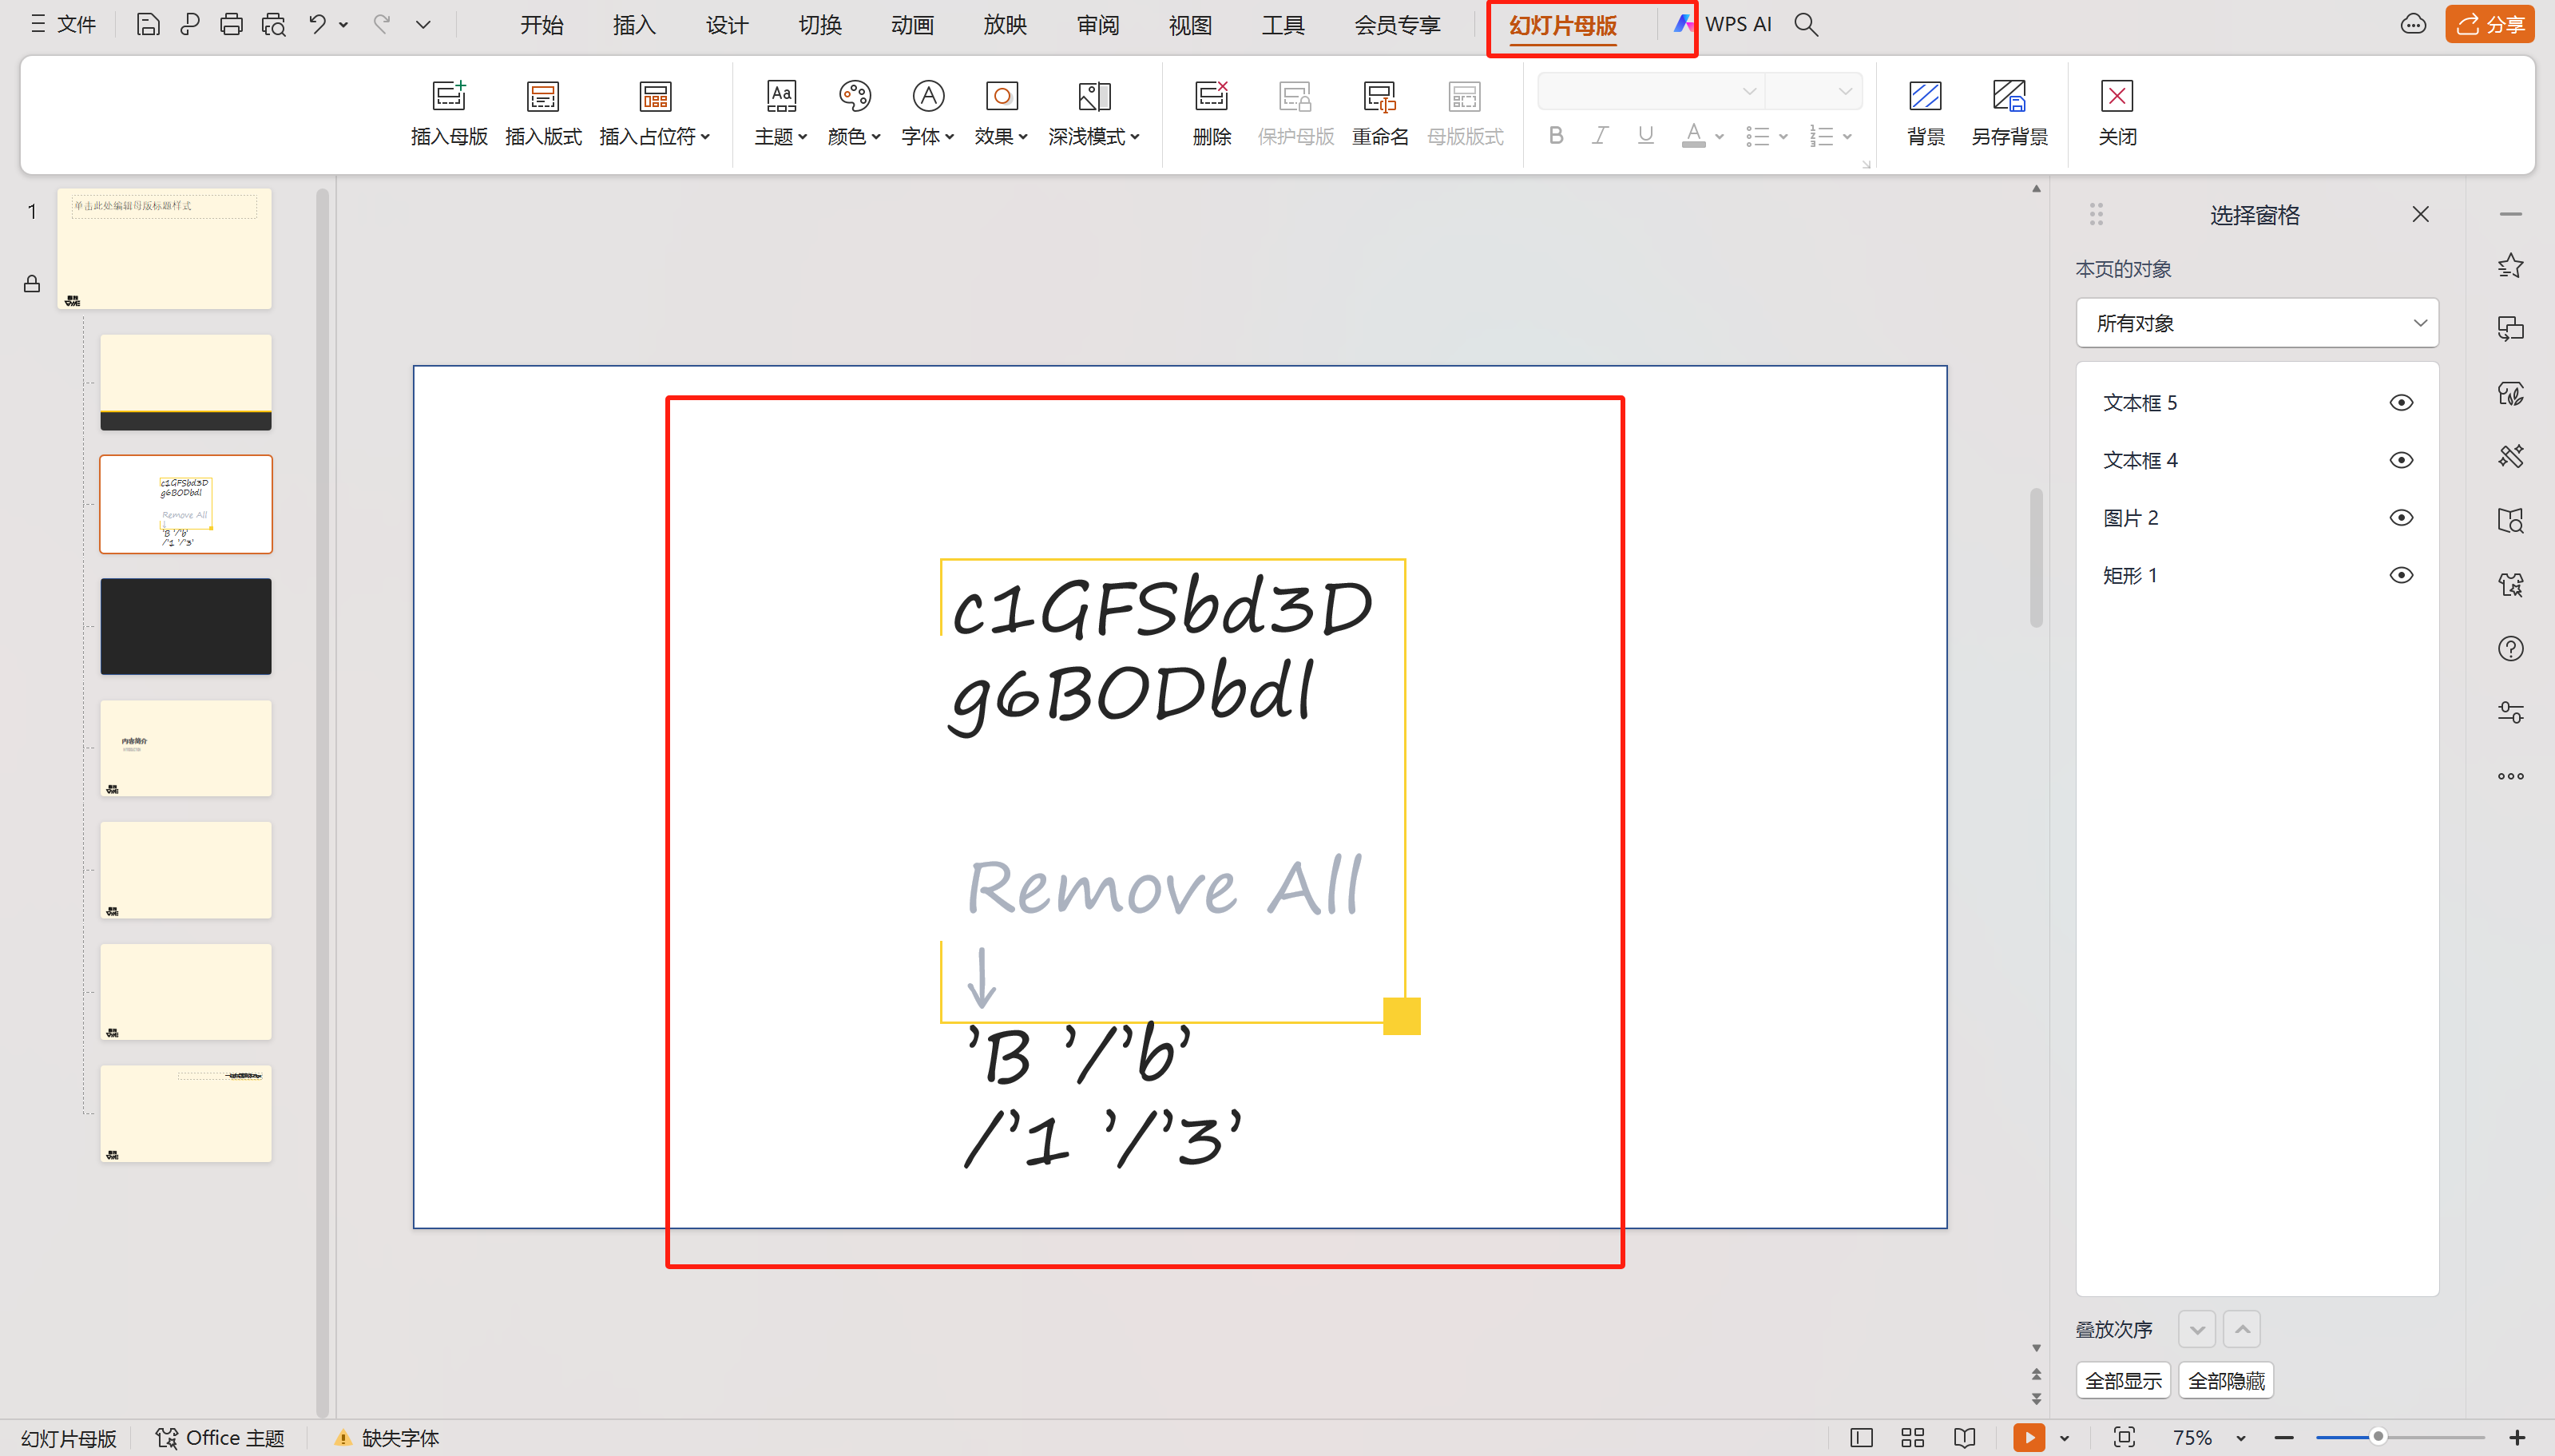 文件
开始
插入
设计
切换
动画
放映
审阅
视图
工具
会员专享
幻灯片母版
WPS AI
分享
插入母版
插入版式
插入占位符
主题
颜色
字体
效果
深浅模式
删除
保护母版
重命名
母版版式
背景
另存背景
关闭
1
单击此处编辑母版标题样式
c1GFSbd3D
g6BODbdl
Remove All
↓
'B '/'b'
/'1 '/'3'
内容简介
c1GFSbd3D
g6BODbdl
Remove All
↓
'B '/'b'
/'1 '/'3'
选择窗格
本页的对象
所有对象
文本框 5
文本框 4
图片 2
矩形 1
叠放次序
全部显示
全部隐藏
幻灯片母版
Office 主题
缺失字体
75%